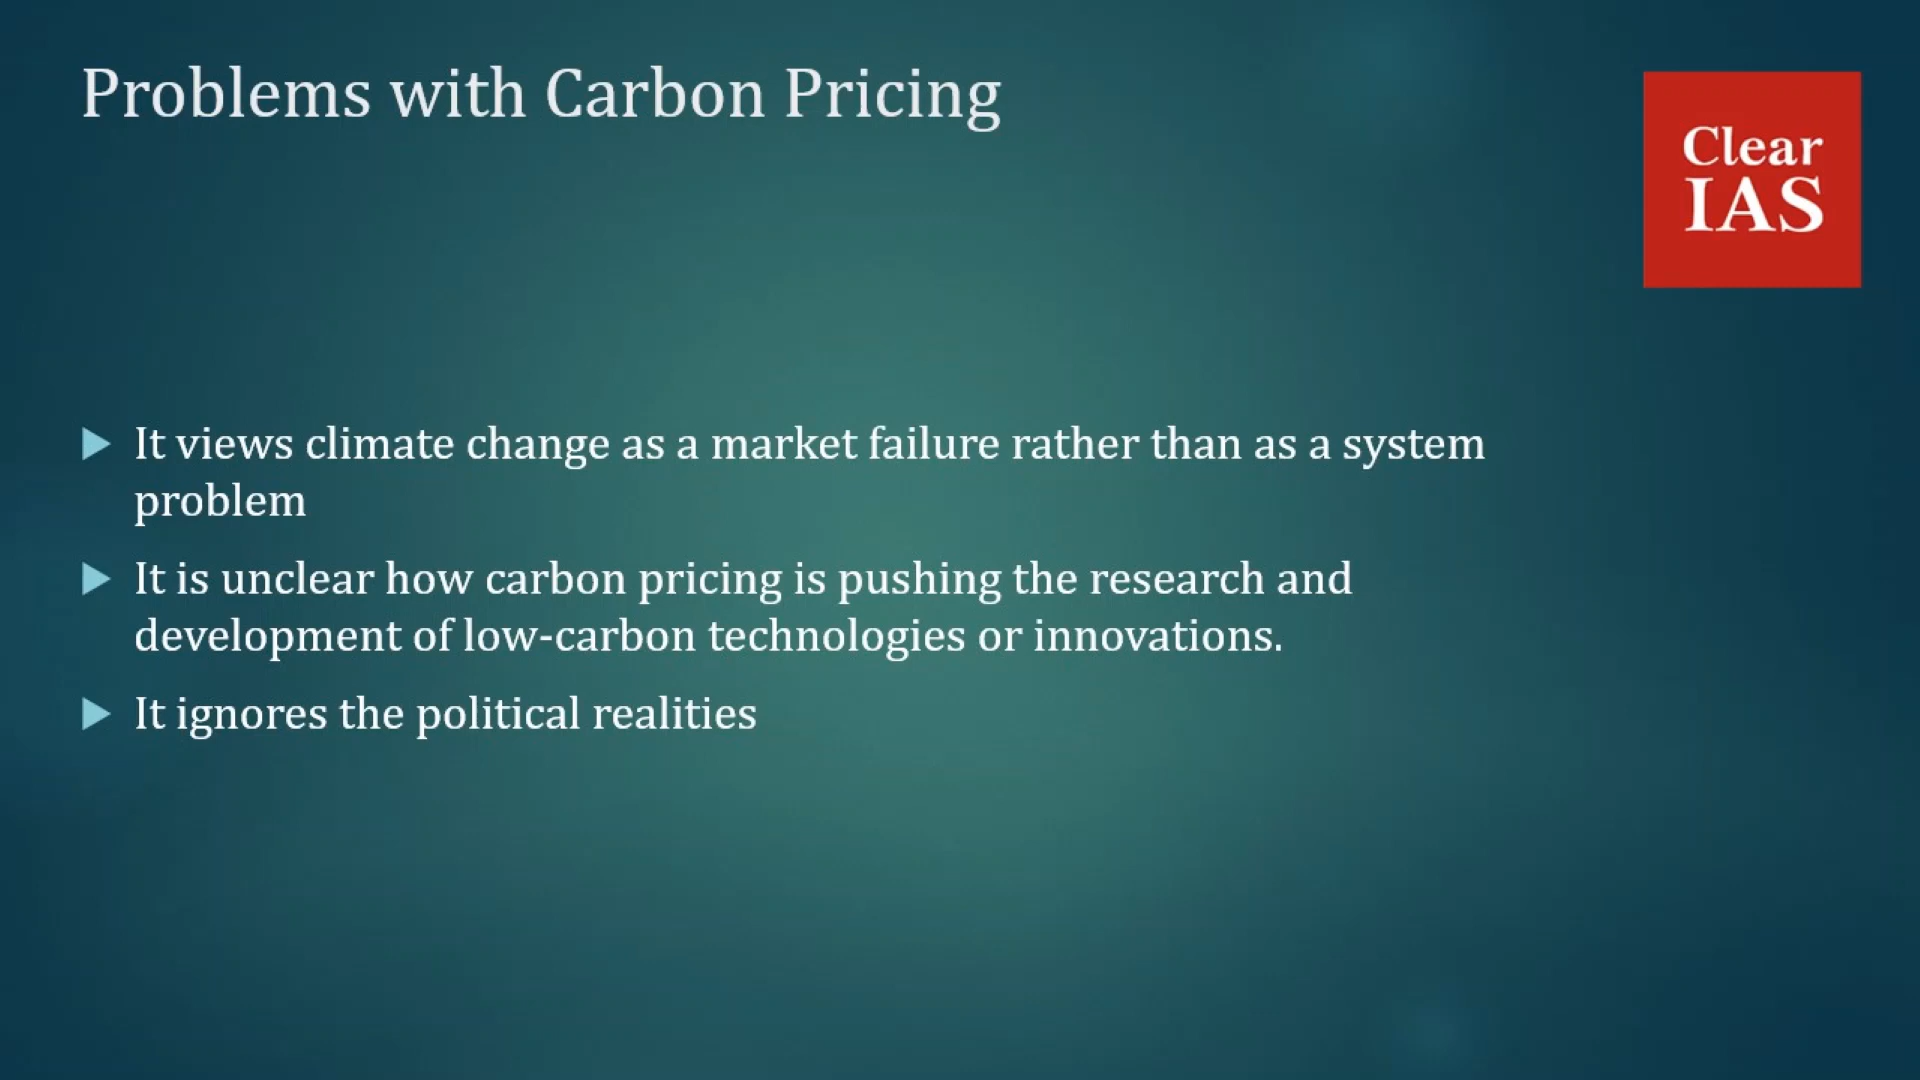 Problems with Carbon Pricing
Clear
IAS
It views climate change as a market failure rather than as a system
problem
It is unclear how carbon pricing is pushing the research and
development of low-carbon technologies or innovations.
It ignores the political realities